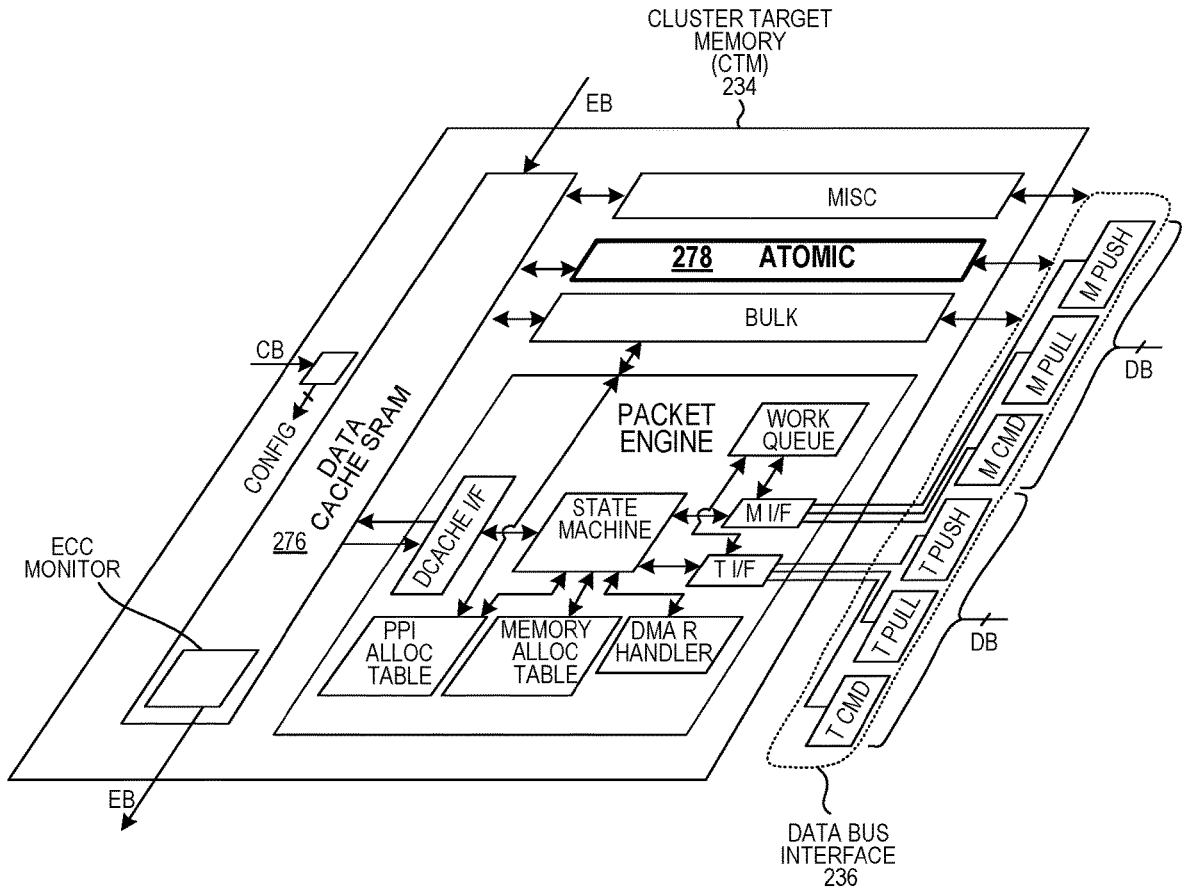 CLUSTER TARGET
MEMORY
(CTM)
234
EB
MISC
278 ATOMIC
BULK
CB
CONFIG
DATA
CACHE SRAM
276
PACKET
ENGINE
WORK
QUEUE
DCACHE I/F
STATE
MACHINE
M I/F
T I/F
PPI
ALLOC
TABLE
MEMORY
ALLOC
TABLE
DMA R
HANDLER
ECC
MONITOR
EB
M PUSH
M PULL
M CMD
DB
T PUSH
T PULL
T CMD
DB
DATA BUS
INTERFACE
236